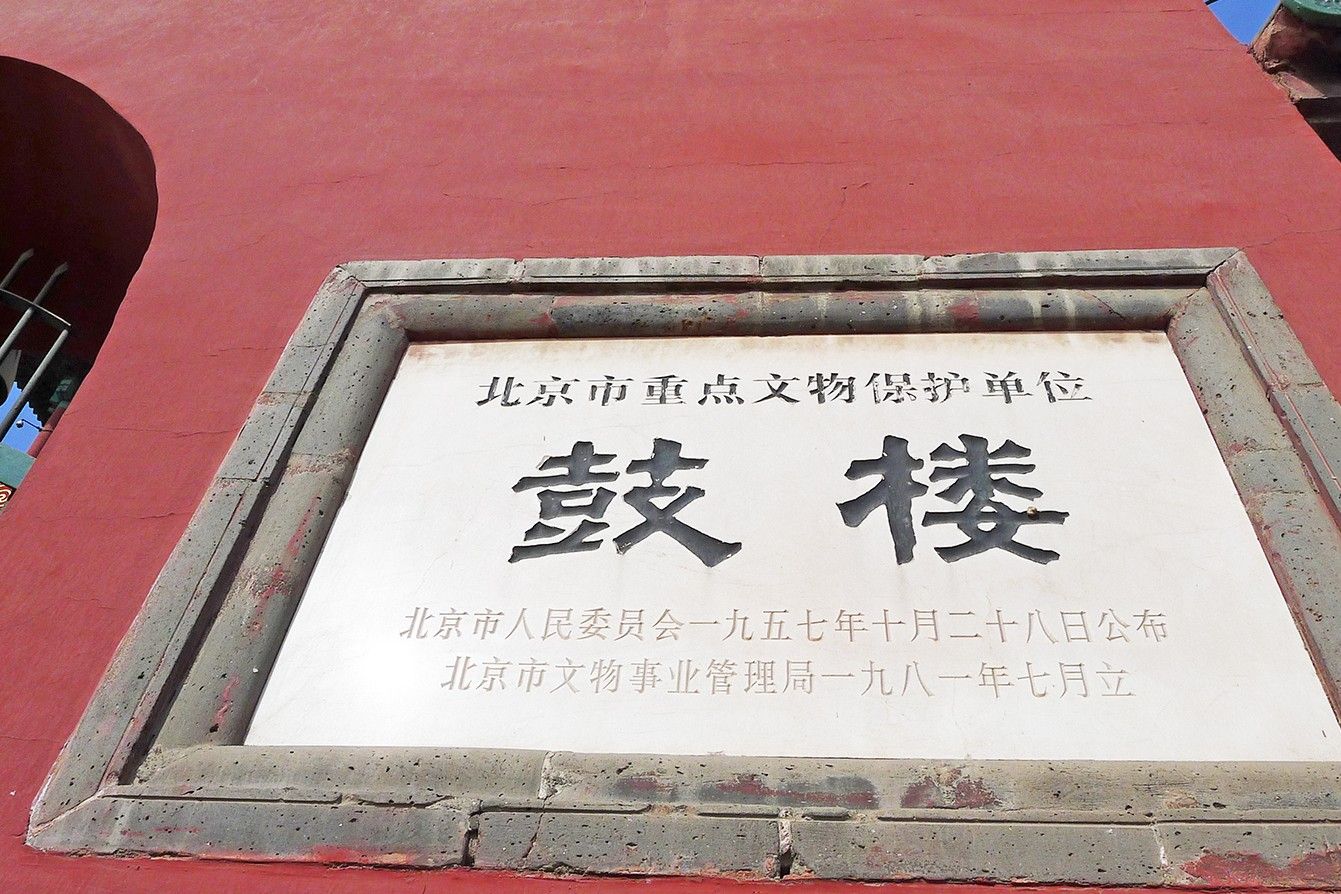 北京市重点文物保护单位
鼓楼
北京市人民委员会一九五七年十月二十八日公布
北京市文物事业管理局一九八一年七月立